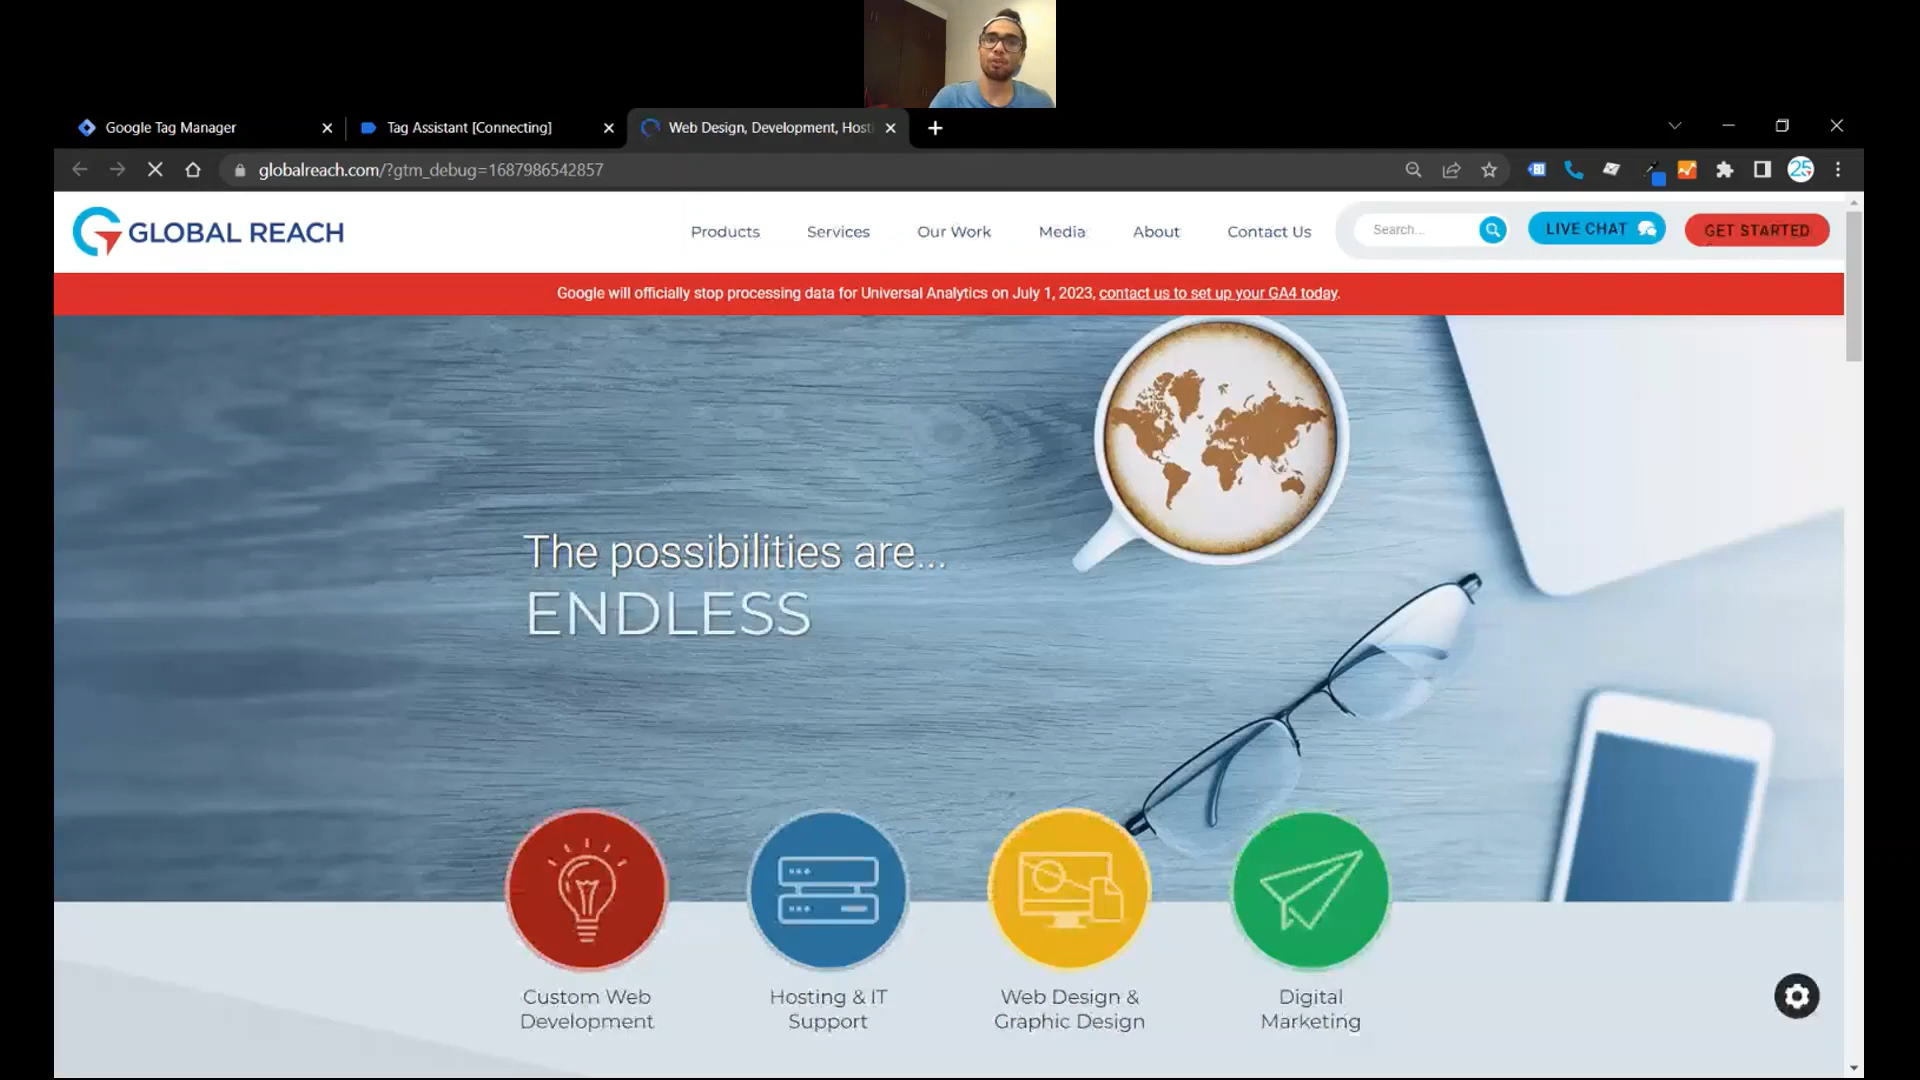 Google Tag Manager
Tag Assistant [Connecting]
Web Design, Development, Hosti
globalreach.com/?gtm_debug=1687986542857
25
GLOBAL REACH
Products
Services
Our Work
Media
About
Contact Us
Search...
LIVE CHAT
GET STARTED
Google will officially stop processing data for Universal Analytics on July 1, 2023, contact us to set up your GA4 today.
The possibilities are...
ENDLESS
Custom Web
Development
Hosting & IT
Support
Web Design &
Graphic Design
Digital
Marketing